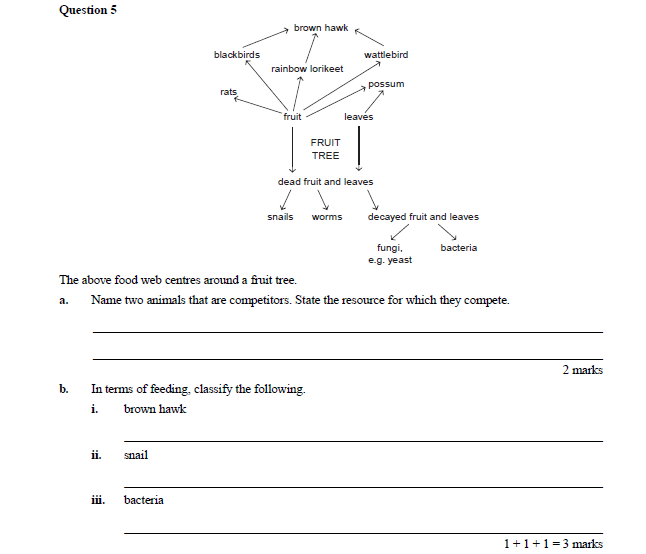 Question 5
brown hawk
blackbirds
wattlebird
rainbow lorikeet
possum
rats
fruit
leaves
FRUIT
TREE
dead fruit and leaves
snails
worms
decayed fruit and leaves
fungi,
e.g. yeast
bacteria
The above food web centres around a fruit tree.
a. Name two animals that are competitors. State the resource for which they compete.
2 marks
b. In terms of feeding, classify the following.
i. brown hawk
ii. snail
iii. bacteria
1 + 1 + 1 = 3 marks